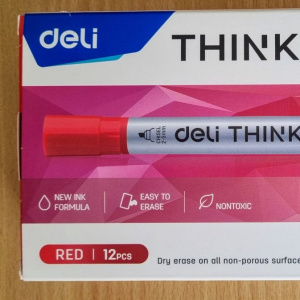 deli
THINK
deli THINK
CHISEL
NEW INK
FORMULA
EASY TO
ERASE
NONTOXIC
RED | 12PCS
Dry erase on all non-porous surface